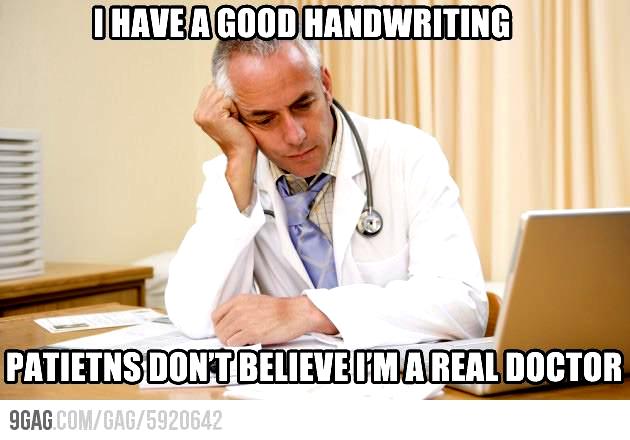 I HAVE A GOOD HANDWRITING
PATIETNS DON'T BELIEVE I'M A REAL DOCTOR
9GAG.COM/GAG/5920642